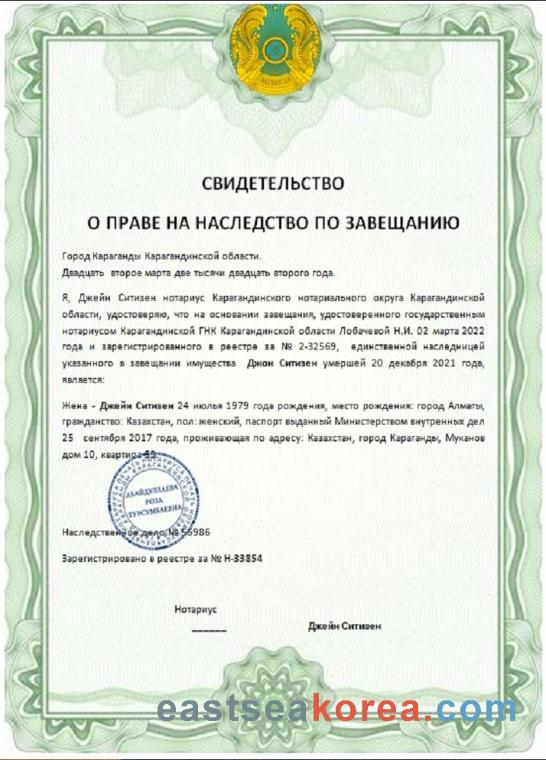 ҚАЗАҚСТАН
СВИДЕТЕЛЬСТВО
О ПРАВЕ НА НАСЛЕДСТВО ПО ЗАВЕЩАНИЮ
Город Караганды Карагандинской области.
Двадцать второе марта две тысячи двадцать второго года.
Я, Джейн Ситизен нотариус Карагандинского нотариального округа Карагандинской
области, удостоверяю, что на основании завещания, удостоверенного государственным
нотариусом Карагандинской ГНК Карагандинской области Лобачевой Н.И. 02 марта 2022
года и зарегистрированного в реестре за № 2-32569, единственной наследницей
указанного в завещании имущества Джон Ситизен умершей 20 декабря 2021 года,
является:
Жена - Джейн Ситизен 24 июлья 1979 года рождения, место рождения: город Алматы,
гражданство: Казахстан, пол: женский, паспорт выданный Министерством внутренных дел
25 сентября 2017 года, проживающая по адресу: Казахстан, город Караганды, Муканов
дом 10, квартира 59.
АБАЙДУЛЛАЕВА
РОЗА
ТУРСУМБАЕВНА
Наследственное дело № 56986
Зарегистрировано в реестре за № Н-33854
Нотариус
______ Джейн Ситизен
eastseakorea.com